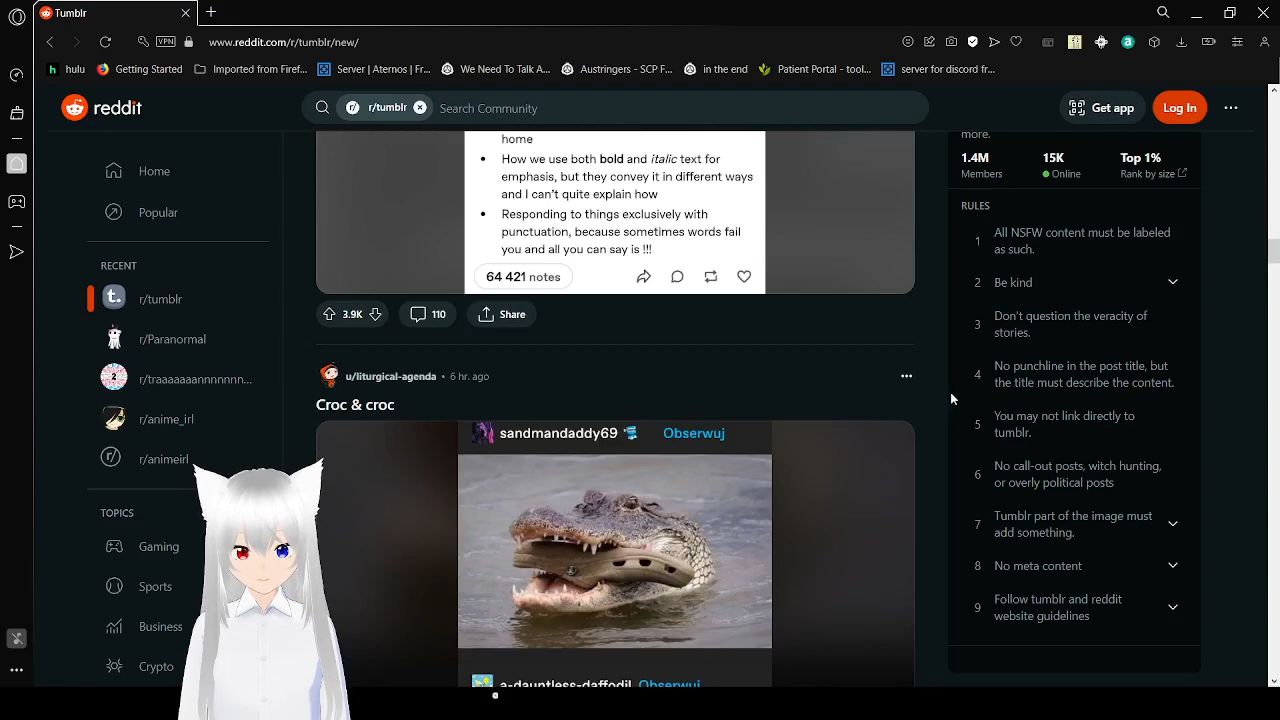 Tumblr
VPN
www.reddit.com/r/tumblr/new/
hulu
Getting Started
Imported from Firef...
Server | Aternos | Fr...
We Need To Talk A...
Austringers - SCP F...
in the end
Patient Portal - tool...
server for discord fr...
reddit
r/tumblr
Search Community
Get app
Log In
Home
Popular
RECENT
r/tumblr
r/Paranormal
r/traaaaaaannnnnnn...
r/anime_irl
r/animeirl
TOPICS
Gaming
Sports
Business
Crypto
home
• How we use both bold and italic text for
emphasis, but they convey it in different ways
and I can't quite explain how
• Responding to things exclusively with
punctuation, because sometimes words fail
you and all you can say is !!!
64 421 notes
3.9K
110
Share
u/liturgical-agenda • 6 hr. ago
Croc & croc
sandmandaddy69 Obserwuj
a-dauntless-daffodil Obserwuj
more.
1.4M
Members
15K
Online
Top 1%
Rank by size
RULES
1 All NSFW content must be labeled
as such.
2 Be kind
3 Don't question the veracity of
stories.
4 No punchline in the post title, but
the title must describe the content.
5 You may not link directly to
tumblr.
6 No call-out posts, witch hunting,
or overly political posts
7 Tumblr part of the image must
add something.
8 No meta content
9 Follow tumblr and reddit
website guidelines